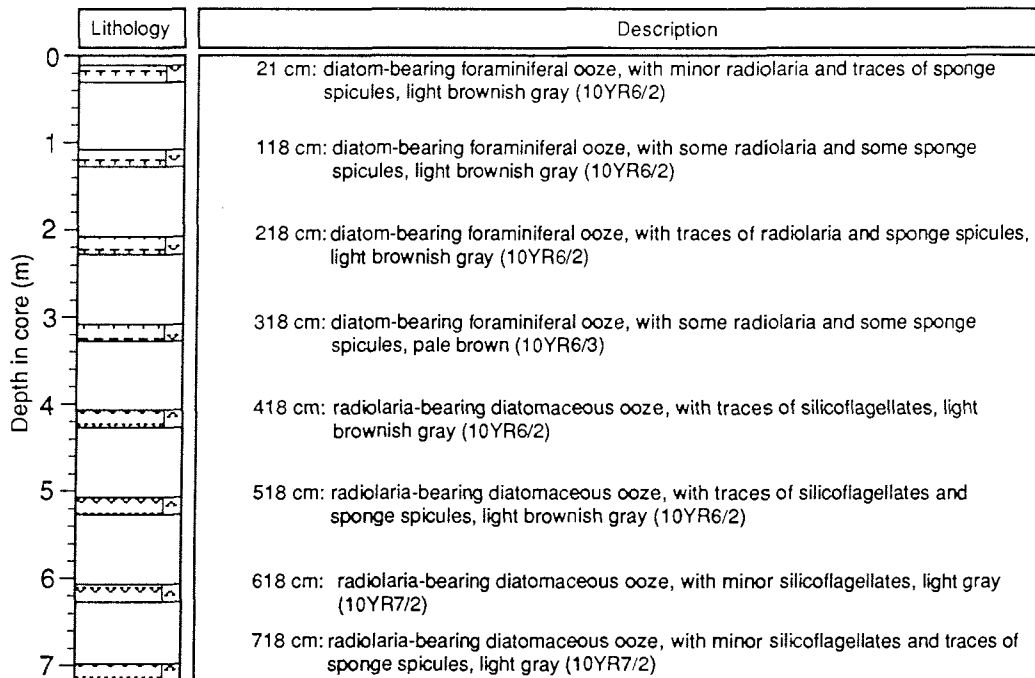 Lithology
Description
0
1
2
3
4
5
6
7
Depth in core (m)
21 cm: diatom-bearing foraminiferal ooze, with minor radiolaria and traces of sponge
spicules, light brownish gray (10YR6/2)
118 cm: diatom-bearing foraminiferal ooze, with some radiolaria and some sponge
spicules, light brownish gray (10YR6/2)
218 cm: diatom-bearing foraminiferal ooze, with traces of radiolaria and sponge spicules,
light brownish gray (10YR6/2)
318 cm: diatom-bearing foraminiferal ooze, with some radiolaria and some sponge
spicules, pale brown (10YR6/3)
418 cm: radiolaria-bearing diatomaceous ooze, with traces of silicoflagellates, light
brownish gray (10YR6/2)
518 cm: radiolaria-bearing diatomaceous ooze, with traces of silicoflagellates and
sponge spicules, light brownish gray (10YR6/2)
618 cm: radiolaria-bearing diatomaceous ooze, with minor silicoflagellates, light gray
(10YR7/2)
718 cm: radiolaria-bearing diatomaceous ooze, with minor silicoflagellates and traces of
sponge spicules, light gray (10YR7/2)